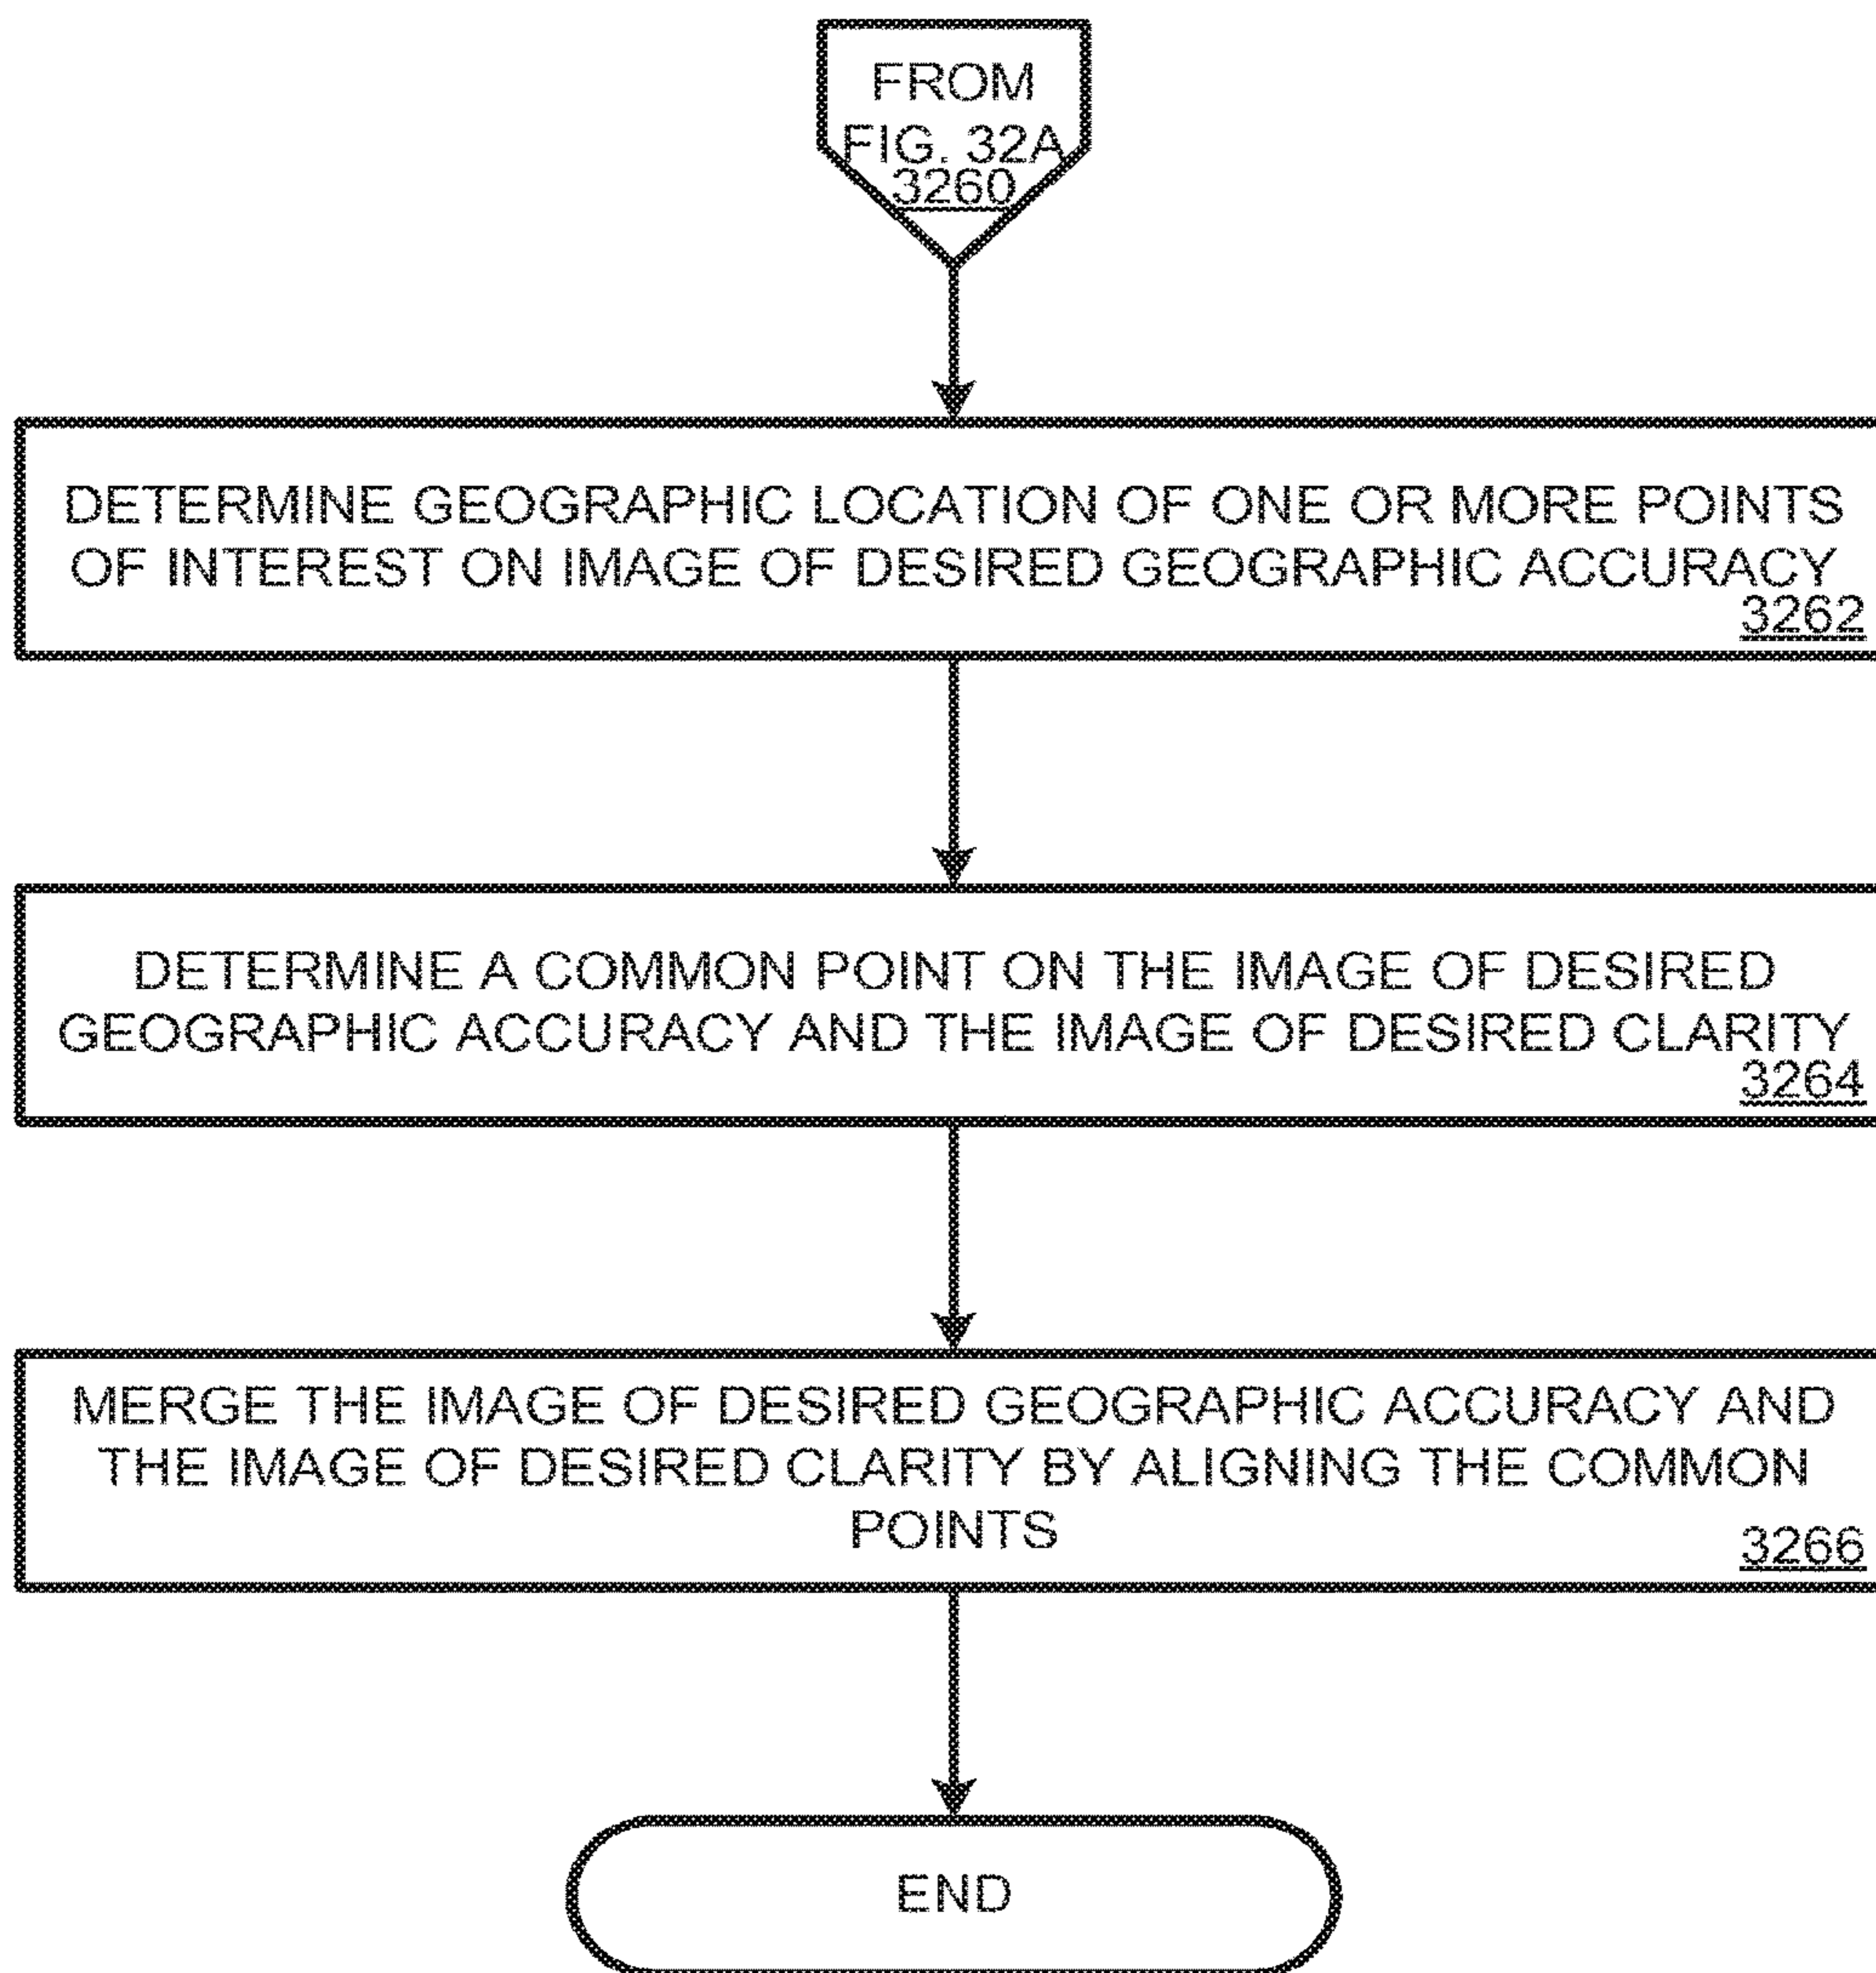 FROM
FIG. 32A
3260
DETERMINE GEOGRAPHIC LOCATION OF ONE OR MORE POINTS
OF INTEREST ON IMAGE OF DESIRED GEOGRAPHIC ACCURACY
3262
DETERMINE A COMMON POINT ON THE IMAGE OF DESIRED
GEOGRAPHIC ACCURACY AND THE IMAGE OF DESIRED CLARITY
3264
MERGE THE IMAGE OF DESIRED GEOGRAPHIC ACCURACY AND
THE IMAGE OF DESIRED CLARITY BY ALIGNING THE COMMON
POINTS
3266
END